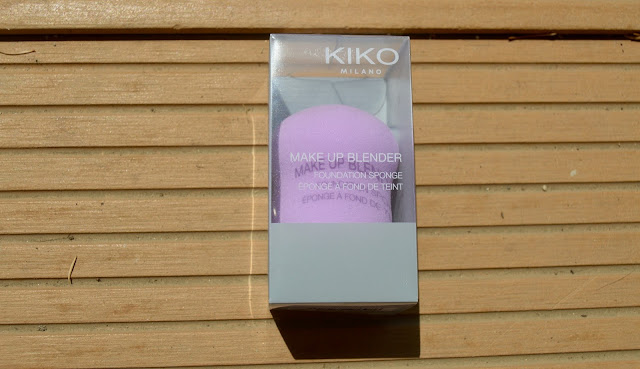 KIKO
MILANO
MAKE UP BLENDER
FOUNDATION SPONGE
ÉPONGE À FOND DE TEINT